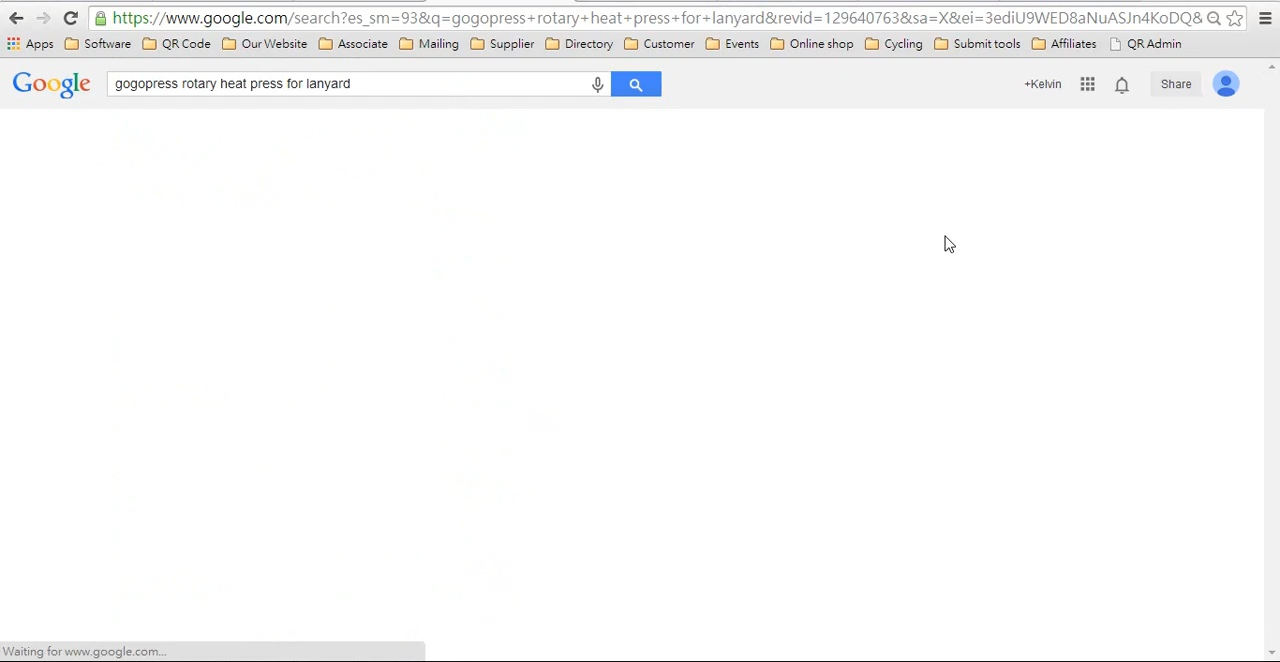 https://www.google.com/search?es_sm=93&q=gogopress+rotary+heat+press+for+lanyard&revid=129640763&sa=X&ei=3ediU9WED8aNuASJn4KoDQ&
Apps Software QR Code Our Website Associate Mailing Supplier Directory Customer Events Online shop Cycling Submit tools Affiliates QR Admin
Google gogopress rotary heat press for lanyard +Kelvin Share
Waiting for www.google.com...